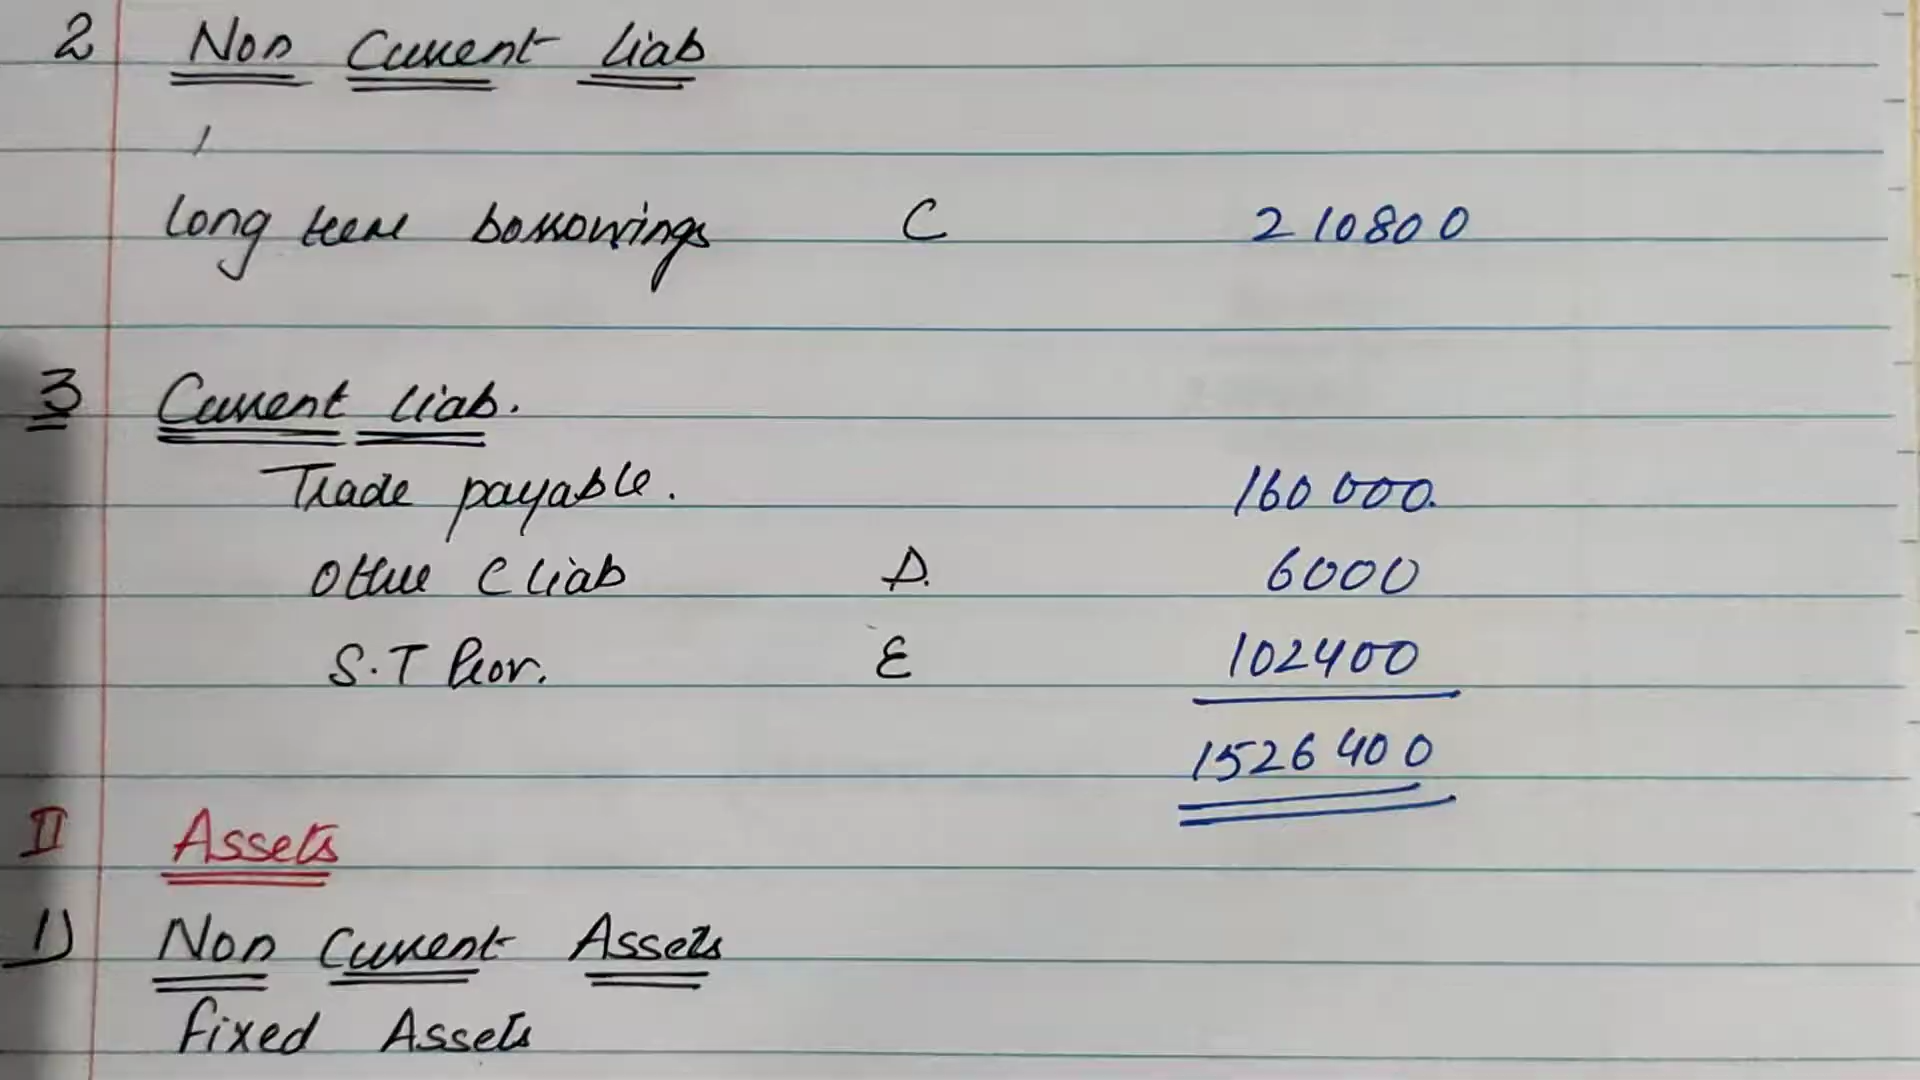 2 Non Current Liab
Long term borrowings C 210800
3 Current Liab.
Trade payable. 160000.
Other C Liab D. 6000
S.T Prov. E 102400
1526400
II Assets
1) Non Current Assets
Fixed Assets